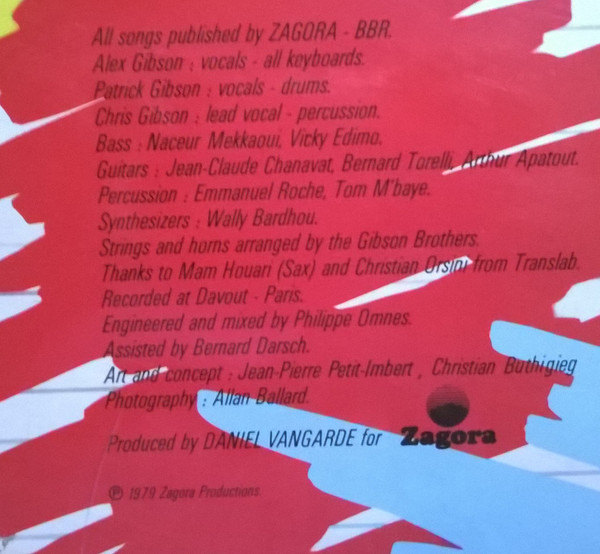 All songs published by ZAGORA - BBR.
Alex Gibson : vocals - all keyboards.
Patrick Gibson : vocals - drums.
Chris Gibson : lead vocal - percussion.
Bass : Naceur Mekkaoui, Vicky Edimo.
Guitars : Jean-Claude Chanavat, Bernard Torelli, Arthur Apatout.
Percussion : Emmanuel Roche, Tom M'baye.
Synthesizers : Wally Bardhou.
Strings and horns arranged by the Gibson Brothers.
Thanks to Mam Houari (Sax) and Christian Orsini from Translab.
Recorded at Davout - Paris.
Engineered and mixed by Philippe Omnes.
Assisted by Bernard Darsch.
Art and concept : Jean-Pierre Petit-Imbert , Christian Buthigieg
Photography : Allan Ballard.
Produced by DANIEL VANGARDE for Zagora
℗ 1979 Zagora Productions